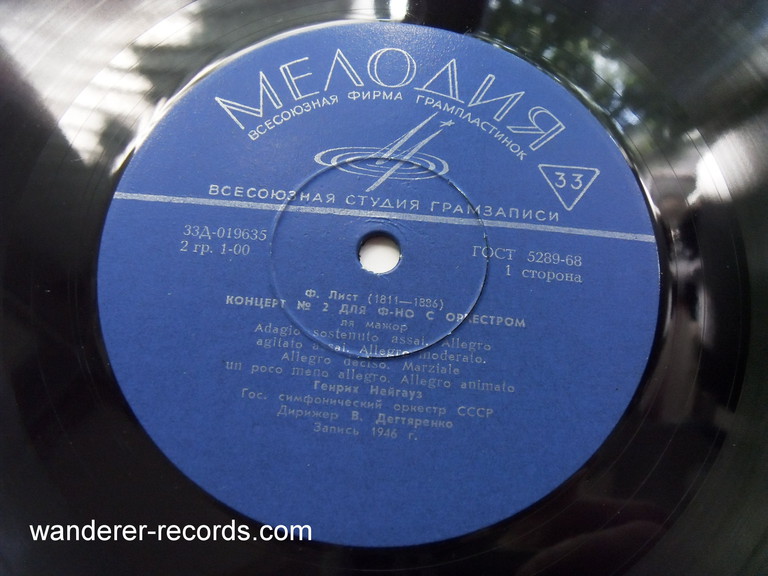 МЕЛОДИЯ
ВСЕСОЮЗНАЯ ФИРМА ГРАМПЛАСТИНОК
33
ВСЕСОЮЗНАЯ СТУДИЯ ГРАМЗАПИСИ
33Д-019635
2 гр. 1-00
ГОСТ 5289-68
1 сторона
Ф. Лист (1811—1886)
КОНЦЕРТ № 2 ДЛЯ Ф-НО С ОРКЕСТРОМ
ля мажор
Adagio sostenuto assai. Allegro
agitato assai. Allegro moderato.
Allegro deciso. Marziale
un poco meno allegro. Allegro animato
Генрих Нейгауз
Гос. симфонический оркестр СССР
Дирижер В. Дегтяренко
Запись 1946 г.
wanderer-records.com